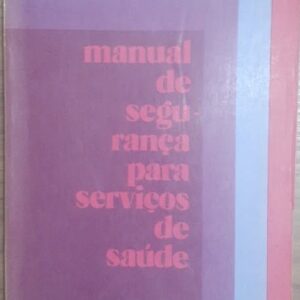 manual
de
segu-
rança
para
serviços
de
saúde